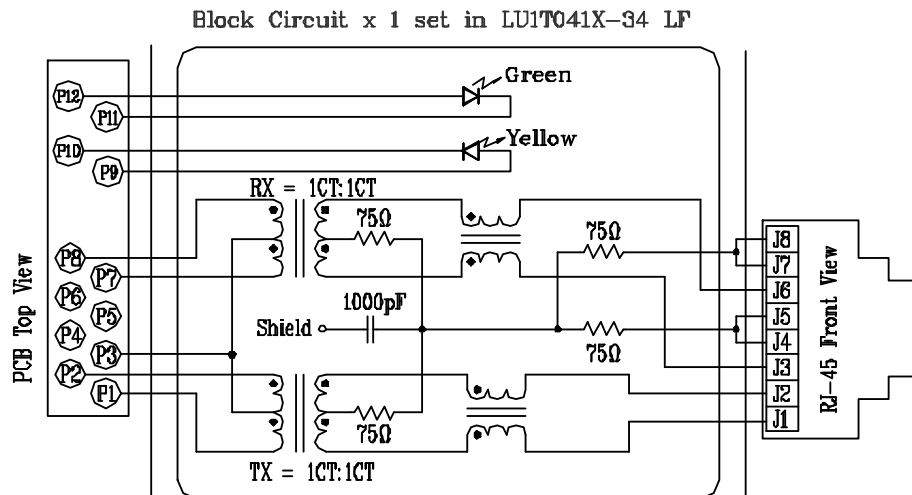 Block Circuit x 1 set in LU1T041X-34 LF
P12
Green
P11
P10
Yellow
P9
RX = 1CT:1CT
75Ω
75Ω
J8
P8
J7
P7
J6
P6
1000pF
P5
J5
Shield
P4
J4
P3
75Ω
J3
P2
P1
J2
75Ω
J1
TX = 1CT:1CT
PCB Top View
RJ-45 Front View